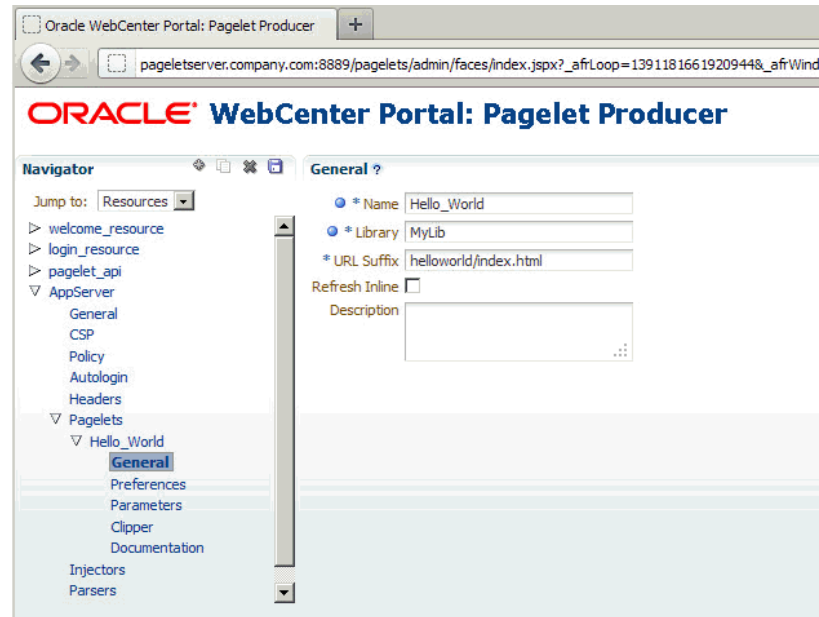 Oracle WebCenter Portal: Pagelet Producer
pageletserver.company.com:8889/pagelets/admin/faces/index.jspx?_afrLoop=1391181661920944&_afrWind
ORACLE WebCenter Portal: Pagelet Producer
Navigator
Jump to: Resources
welcome_resource
login_resource
pagelet_api
AppServer
General
CSP
Policy
Autologin
Headers
Pagelets
Hello_World
General
Preferences
Parameters
Clipper
Documentation
Injectors
Parsers
General ?
* Name Hello_World
* Library MyLib
* URL Suffix helloworld/index.html
Refresh Inline
Description